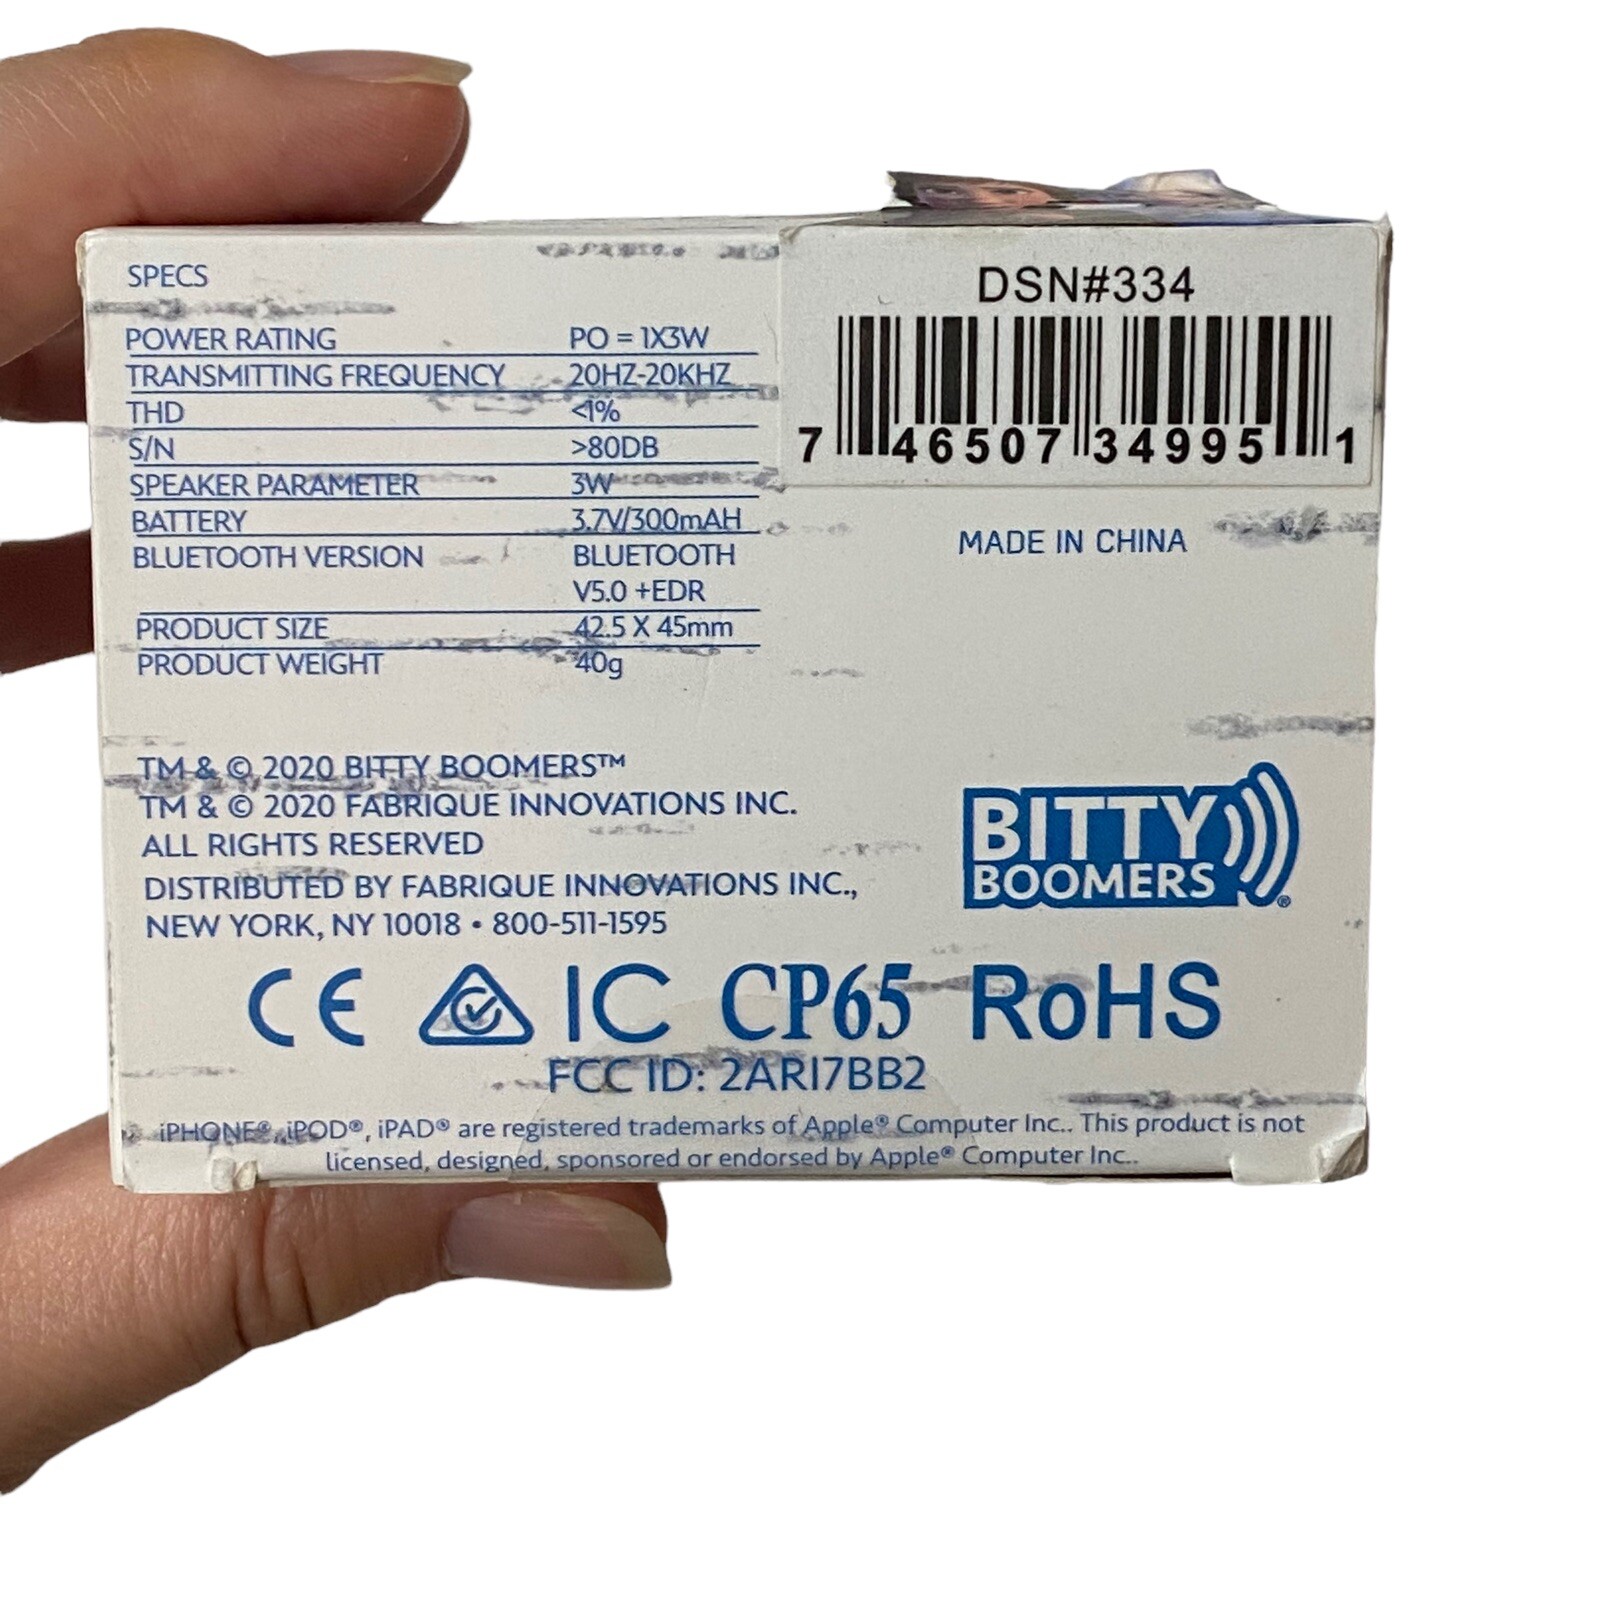 SPECS
POWER RATING PO = 1X3W
TRANSMITTING FREQUENCY 20HZ-20KHZ
THD <1%
S/N >80DB
SPEAKER PARAMETER 3W
BATTERY 3.7V/300mAH
BLUETOOTH VERSION BLUETOOTH
V5.0 +EDR
PRODUCT SIZE 42.5 X 45mm
PRODUCT WEIGHT 40g
DSN#334
7 46507 34995 1
MADE IN CHINA
TM & © 2020 BITTY BOOMERS™
TM & © 2020 FABRIQUE INNOVATIONS INC.
ALL RIGHTS RESERVED
DISTRIBUTED BY FABRIQUE INNOVATIONS INC.,
NEW YORK, NY 10018 • 800-511-1595
BITTY
BOOMERS®
CE IC CP65 RoHS
FCC ID: 2ARI7BB2
iPHONE®, iPOD®, iPAD® are registered trademarks of Apple® Computer Inc.. This product is not
licensed, designed, sponsored or endorsed by Apple® Computer Inc..